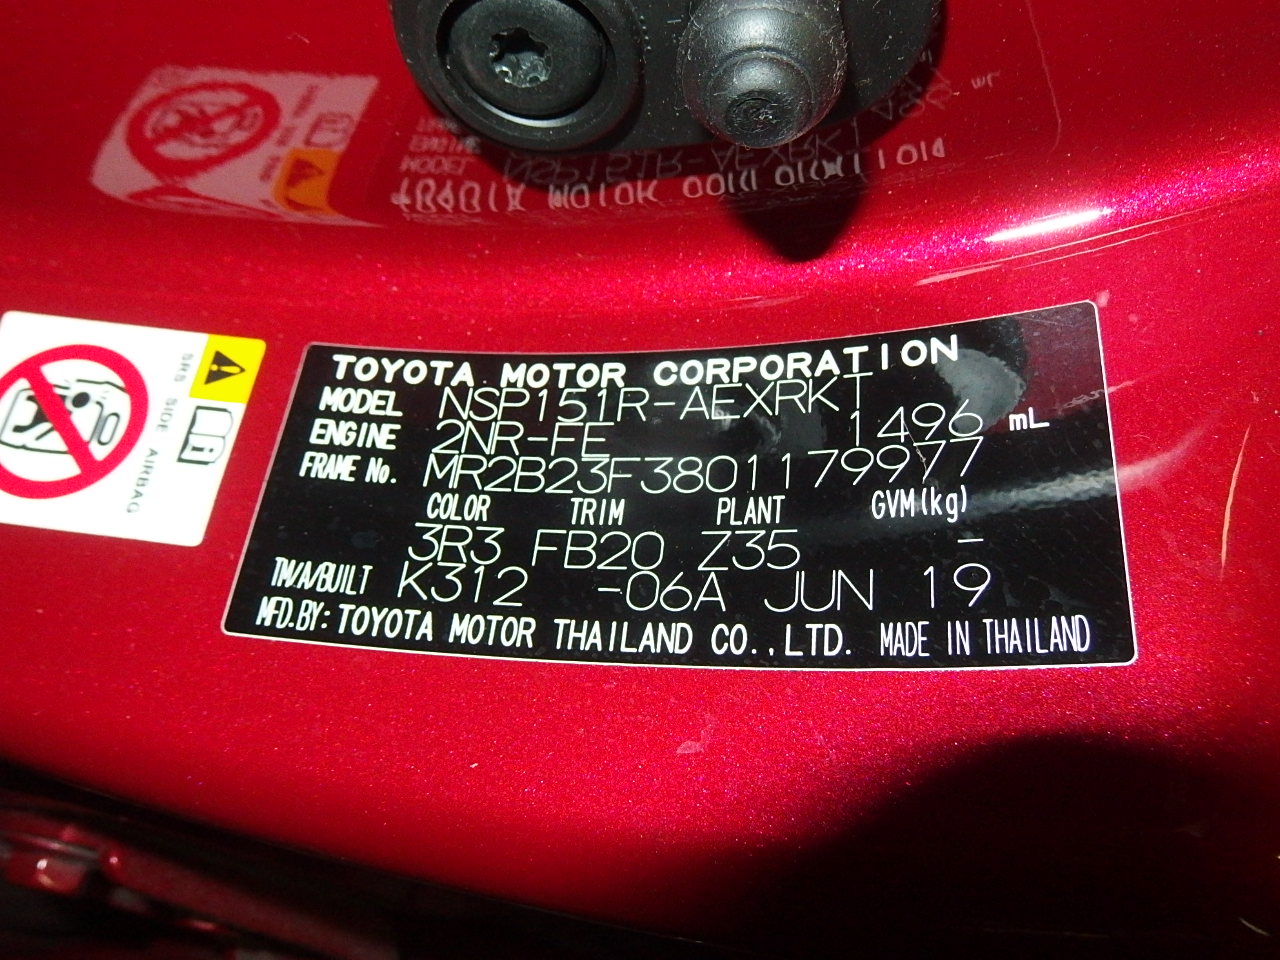 TOYOTA MOTOR CORPORATION
MODEL NSP151R-AEXRKT
ENGINE 2NR-FE 1496 mL
FRAME No. MR2B23F3801179977
COLOR TRIM PLANT GVM(kg)
3R3 FB20 Z35 -
TM/A/BUILT K312 -06A JUN 19
MFD.BY: TOYOTA MOTOR THAILAND CO.,LTD. MADE IN THAILAND
SRS SIDE AIRBAG